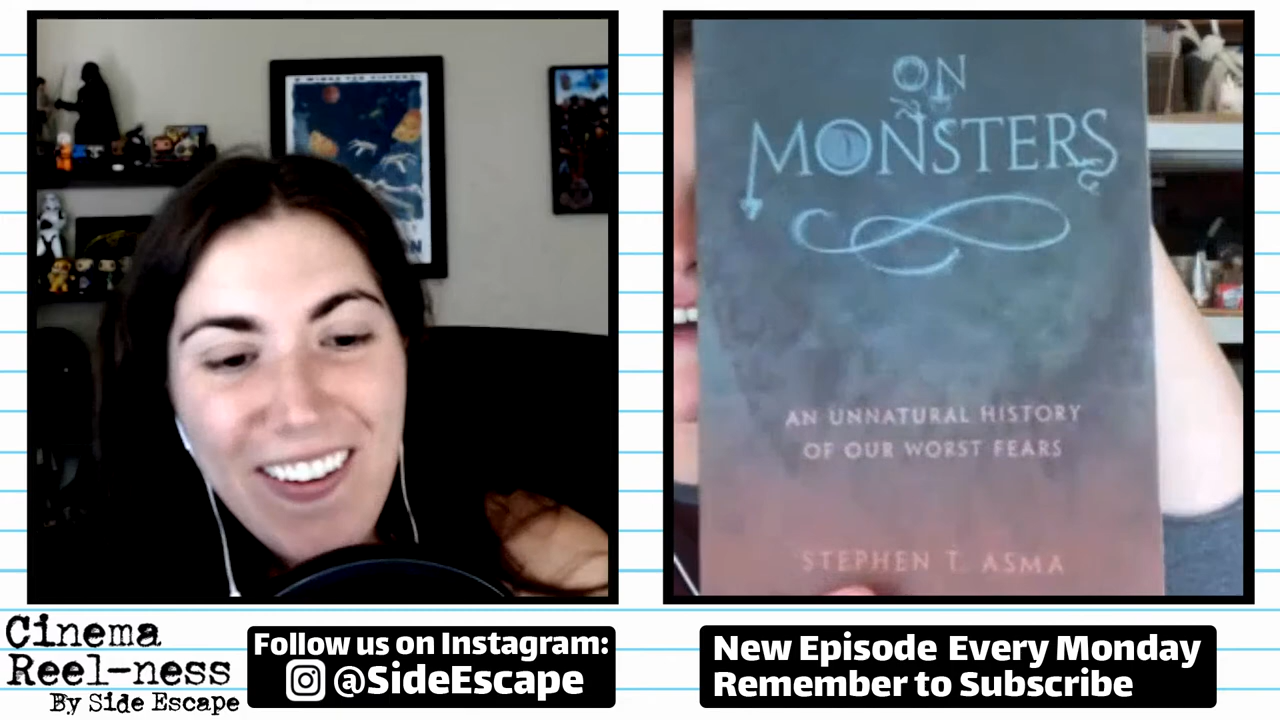 ON
MONSTERS
AN UNNATURAL HISTORY
OF OUR WORST FEARS
STEPHEN T. ASMA
Cinema
Reel-ness
By Side Escape
Follow us on Instagram:
@SideEscape
New Episode Every Monday
Remember to Subscribe